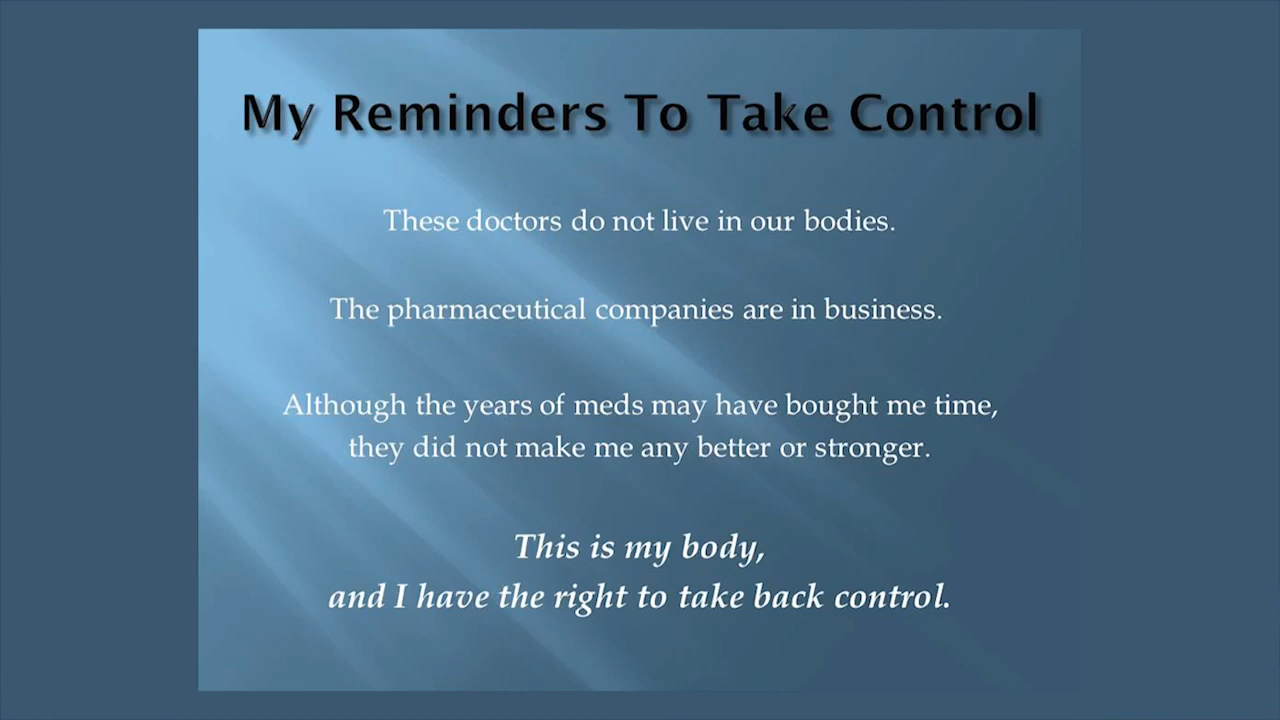 My Reminders To Take Control
These doctors do not live in our bodies.
The pharmaceutical companies are in business.
Although the years of meds may have bought me time,
they did not make me any better or stronger.
This is my body,
and I have the right to take back control.